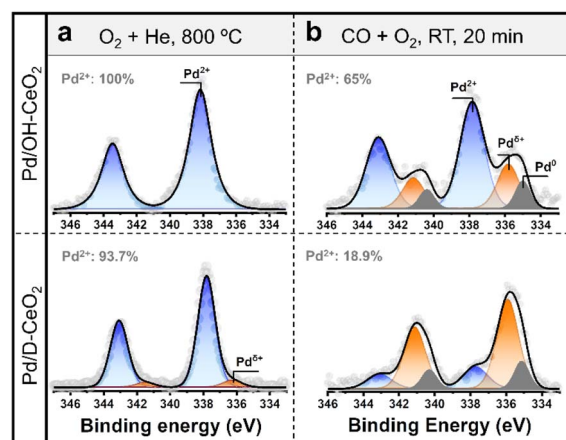 a O₂ + He, 800 ºC
b CO + O₂, RT, 20 min
Pd/OH-CeO₂
Pd²⁺: 100%
Pd²⁺
346 344 342 340 338 336 334
Pd²⁺: 65%
Pd²⁺
Pdᵟ⁺
Pd⁰
346 344 342 340 338 336 334
Pd/D-CeO₂
Pd²⁺: 93.7%
Pdᵟ⁺
346 344 342 340 338 336 334
Binding energy (eV)
Pd²⁺: 18.9%
346 344 342 340 338 336 334
Binding Energy (eV)